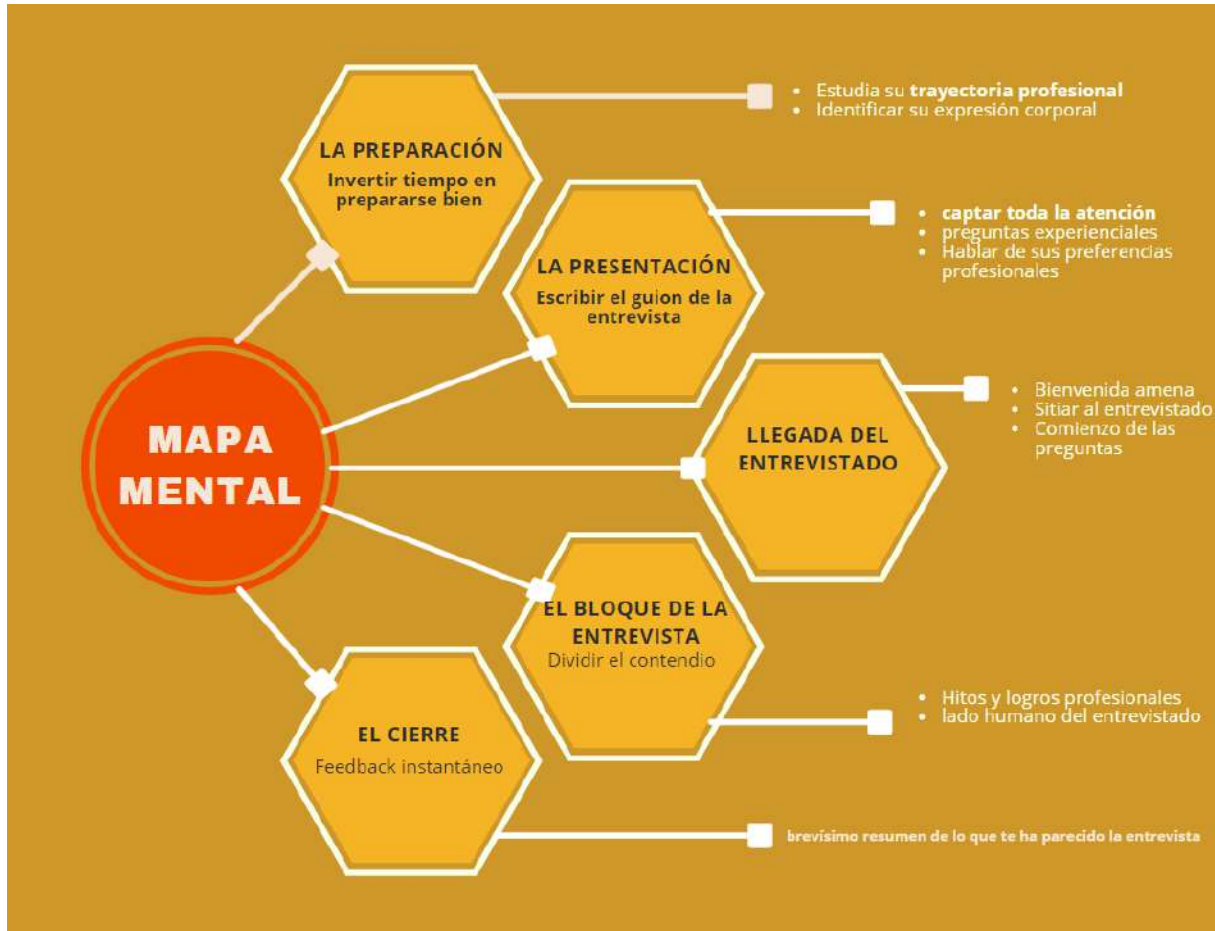 MAPA
MENTAL
LA PREPARACIÓN
Invertir tiempo en
prepararse bien
• Estudia su trayectoria profesional
• Identificar su expresión corporal
LA PRESENTACIÓN
Escribir el guion de la
entrevista
• captar toda la atención
• preguntas experienciales
• Hablar de sus preferencias
profesionales
LLEGADA DEL
ENTREVISTADO
• Bienvenida amena
• Sitiar al entrevistado
• Comienzo de las
preguntas
EL BLOQUE DE LA
ENTREVISTA
Dividir el contendio
• Hitos y logros profesionales
• lado humano del entrevistado
EL CIERRE
Feedback instantáneo
brevísimo resumen de lo que te ha parecido la entrevista